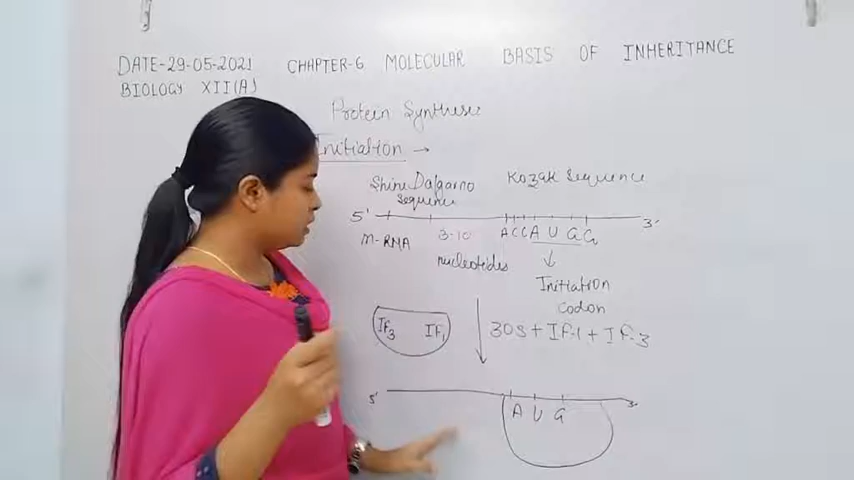 DATE-29-05-2021 CHAPTER-6 MOLECULAR BASIS OF INHERITANCE
BIOLOGY XII(A)
Protein Synthesis
Initiation →
Shine Dalgarno Kozak Sequence
Sequence
5' 3'
m-RNA 3-10 ACCAUGG
nucleotides
Initiation
codon
If3 If1 30S + If-1 + If-3
5' 3'
A U G